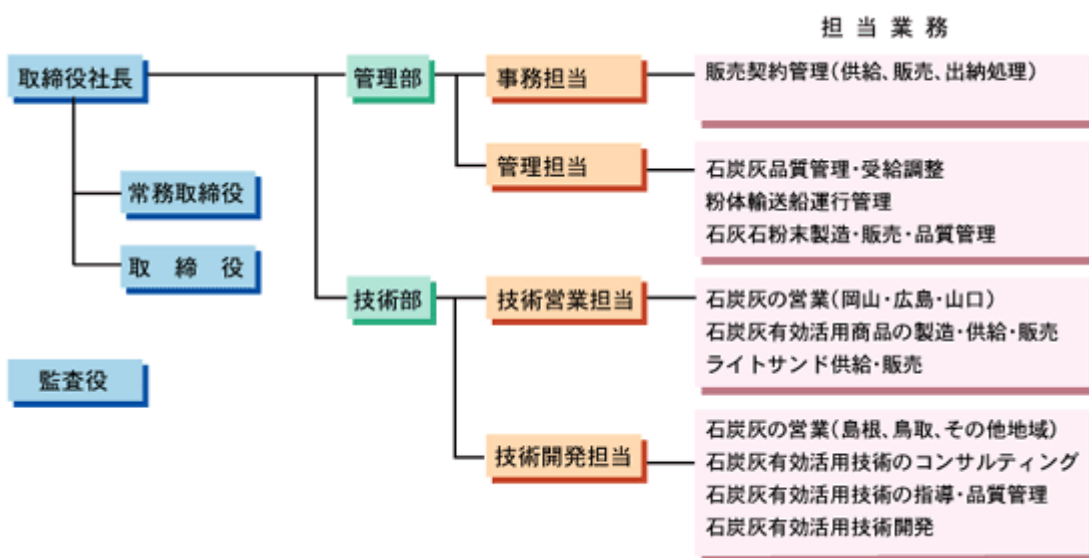 担当業務
取締役社長
管理部
事務担当
販売契約管理(供給、販売、出納処理)
管理担当
石炭灰品質管理・受給調整
粉体輸送船運行管理
石灰石粉末製造・販売・品質管理
常務取締役
取締役
技術部
技術営業担当
石炭灰の営業(岡山・広島・山口)
石炭灰有効活用商品の製造・供給・販売
ライトサンド供給・販売
監査役
技術開発担当
石炭灰の営業(島根、鳥取、その他地域)
石炭灰有効活用技術のコンサルティング
石炭灰有効活用技術の指導・品質管理
石炭灰有効活用技術開発